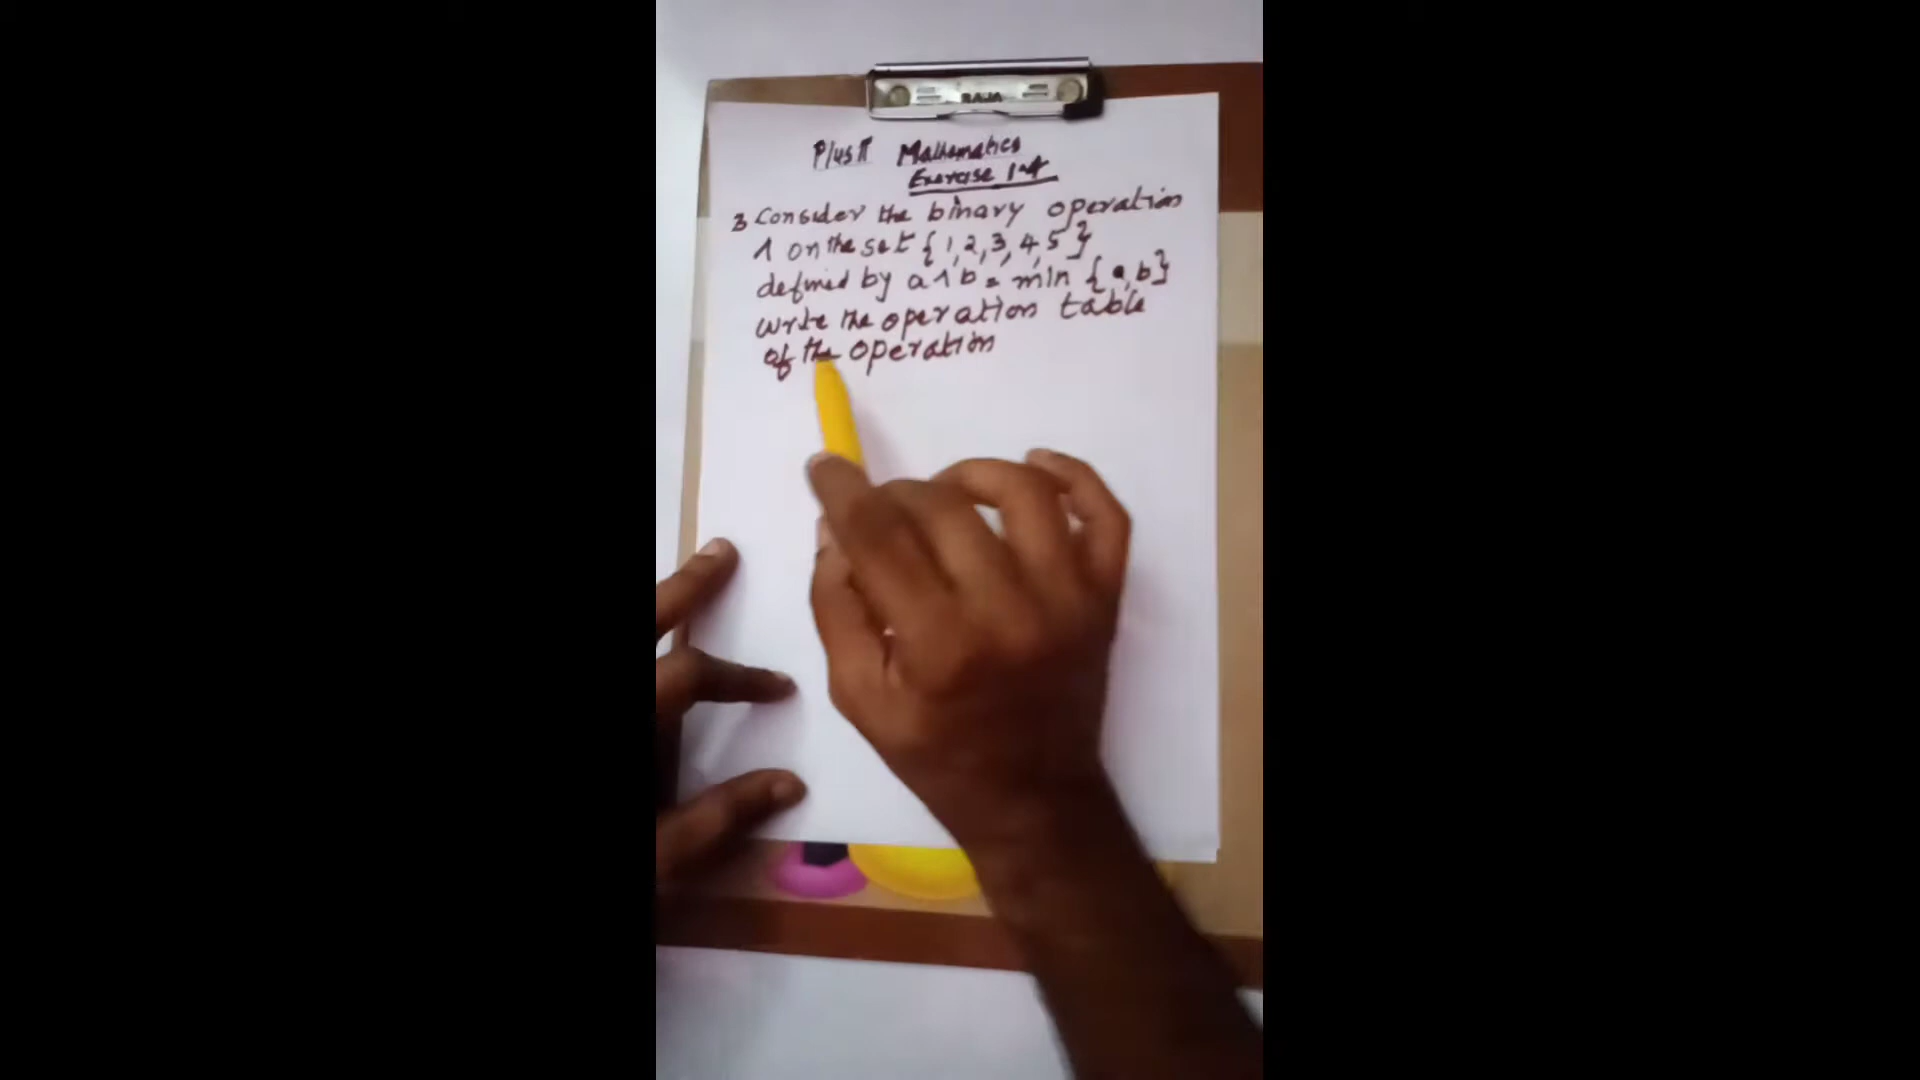 RAJA
Plus II Mathematics
Exercise 1.4
3 Consider the binary operation
∧ on the set {1,2,3,4,5}
defined by a∧b = min {a,b}
write the operation table
of the operation